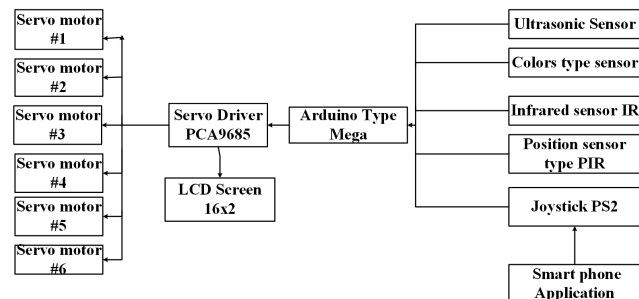 Servo motor
#1
Servo motor
#2
Servo motor
#3
Servo motor
#4
Servo motor
#5
Servo motor
#6
Servo Driver
PCA9685
LCD Screen
16x2
Arduino Type
Mega
Ultrasonic Sensor
Colors type sensor
Infrared sensor IR
Position sensor
type PIR
Joystick PS2
Smart phone
Application